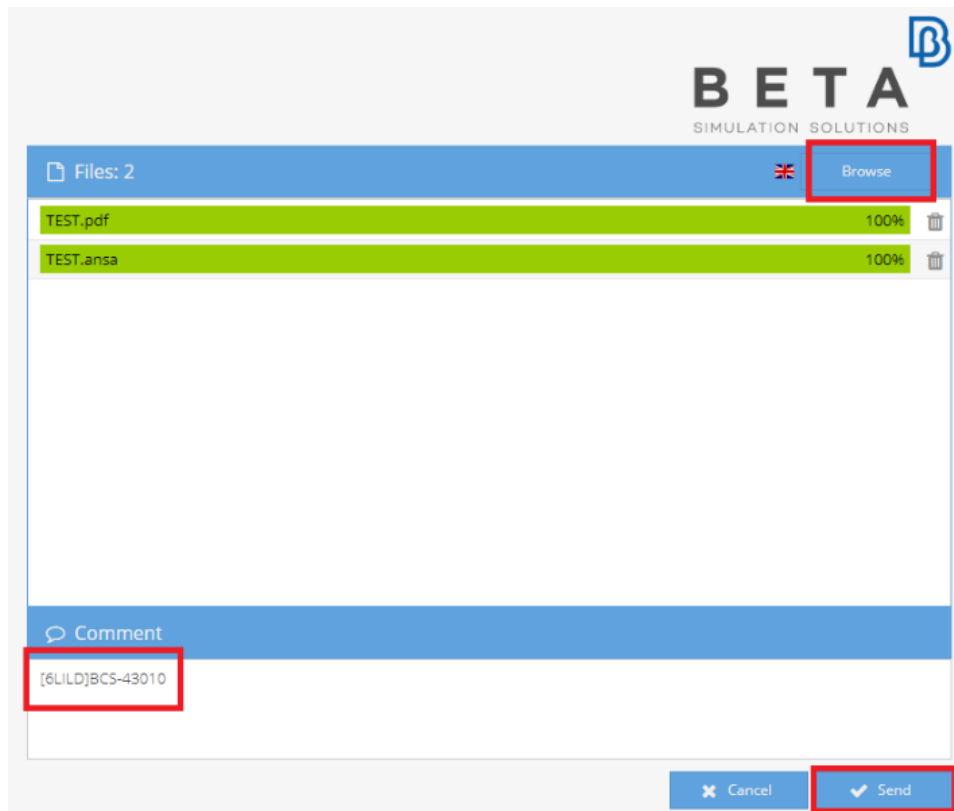 BETA
SIMULATION SOLUTIONS
Files: 2
Browse
TEST.pdf 100%
TEST.ansa 100%
Comment
[6LILD]BCS-43010
Cancel Send